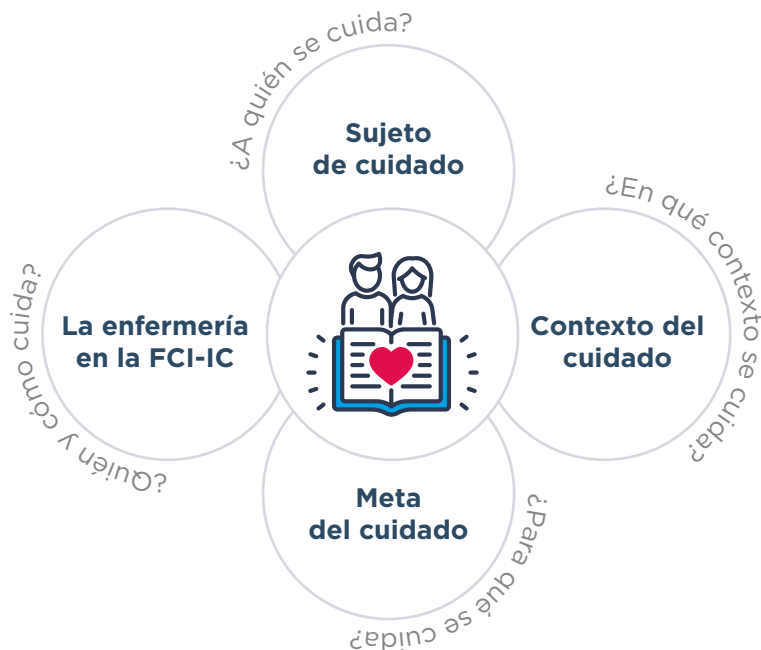 ¿A quién se cuida?
Sujeto
de cuidado
¿En qué contexto se cuida?
Contexto del
cuidado
¿Quién y cómo cuida?
La enfermería
en la FCI-IC
Meta
del cuidado
¿Para qué se cuida?